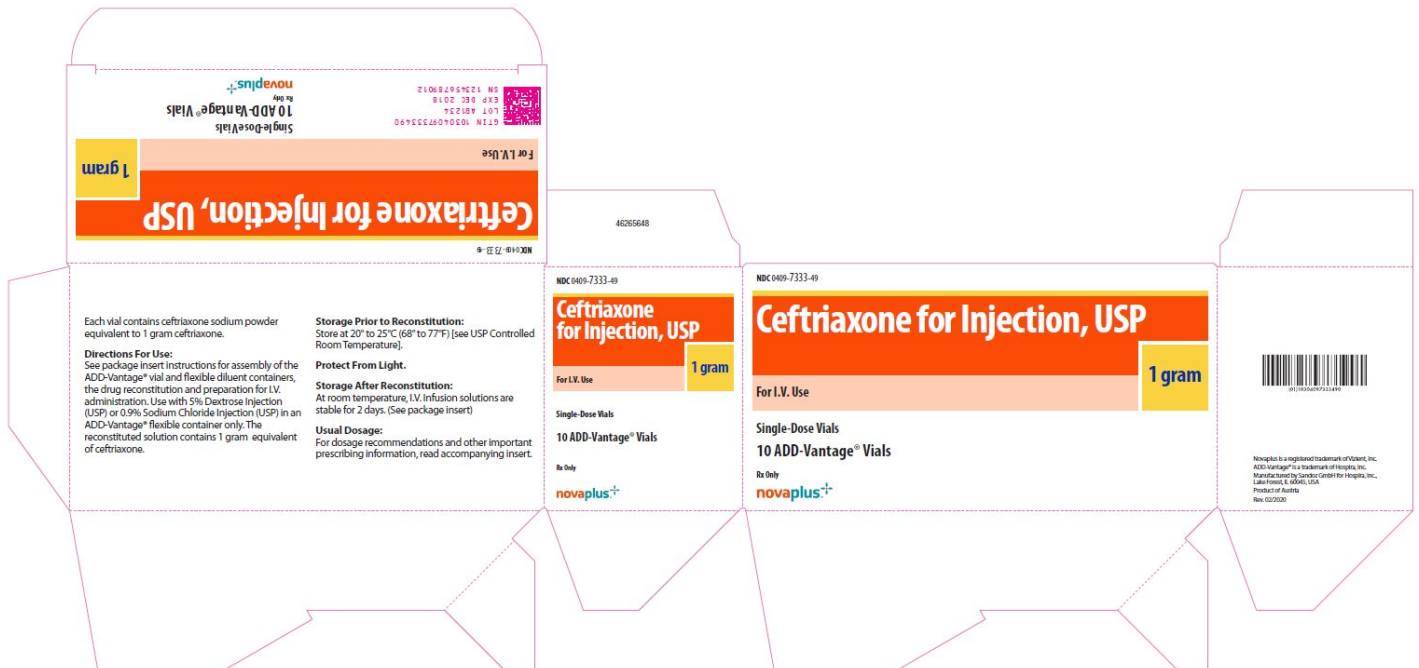 novaplus
Rx Only
10 ADD-Vantage® Vials
Single-Dose Vials
SN 123456789012
EXP DEC 2018
LOT AB1234
GTIN 10304097333490
1 gram
For I.V. Use
Ceftriaxone for Injection, USP
46265648
Each vial contains ceftriaxone sodium powder
equivalent to 1 gram ceftriaxone.
Directions For Use:
See package insert instructions for assembly of the
ADD-Vantage® vial and flexible diluent containers,
the drug reconstitution and preparation for I.V.
administration. Use with 5% Dextrose Injection
(USP) or 0.9% Sodium Chloride Injection (USP) in an
ADD-Vantage® flexible container only. The
reconstituted solution contains 1 gram equivalent
of ceftriaxone.
Storage Prior to Reconstitution:
Store at 20° to 25°C (68° to 77°F) [see USP Controlled
Room Temperature].
Protect From Light.
Storage After Reconstitution:
At room temperature, I.V. Infusion solutions are
stable for 2 days. (See package insert)
Usual Dosage:
For dosage recommendations and other important
prescribing information, read accompanying insert.
NDC 0409-7333-49
Ceftriaxone
for Injection, USP
1 gram
For I.V. Use
Single-Dose Vials
10 ADD-Vantage® Vials
Rx Only
novaplus
NDC 0409-7333-49
Ceftriaxone for Injection, USP
1 gram
For I.V. Use
Single-Dose Vials
10 ADD-Vantage® Vials
Rx Only
novaplus
Novaplus is a registered trademark of Vizient, Inc.
ADD-Vantage® is a trademark of Hospira, Inc.
Manufactured by Sandoz GmbH for Hospira, Inc.,
Lake Forest, IL 60045, USA
Product of Austria
Rev. 02/2020